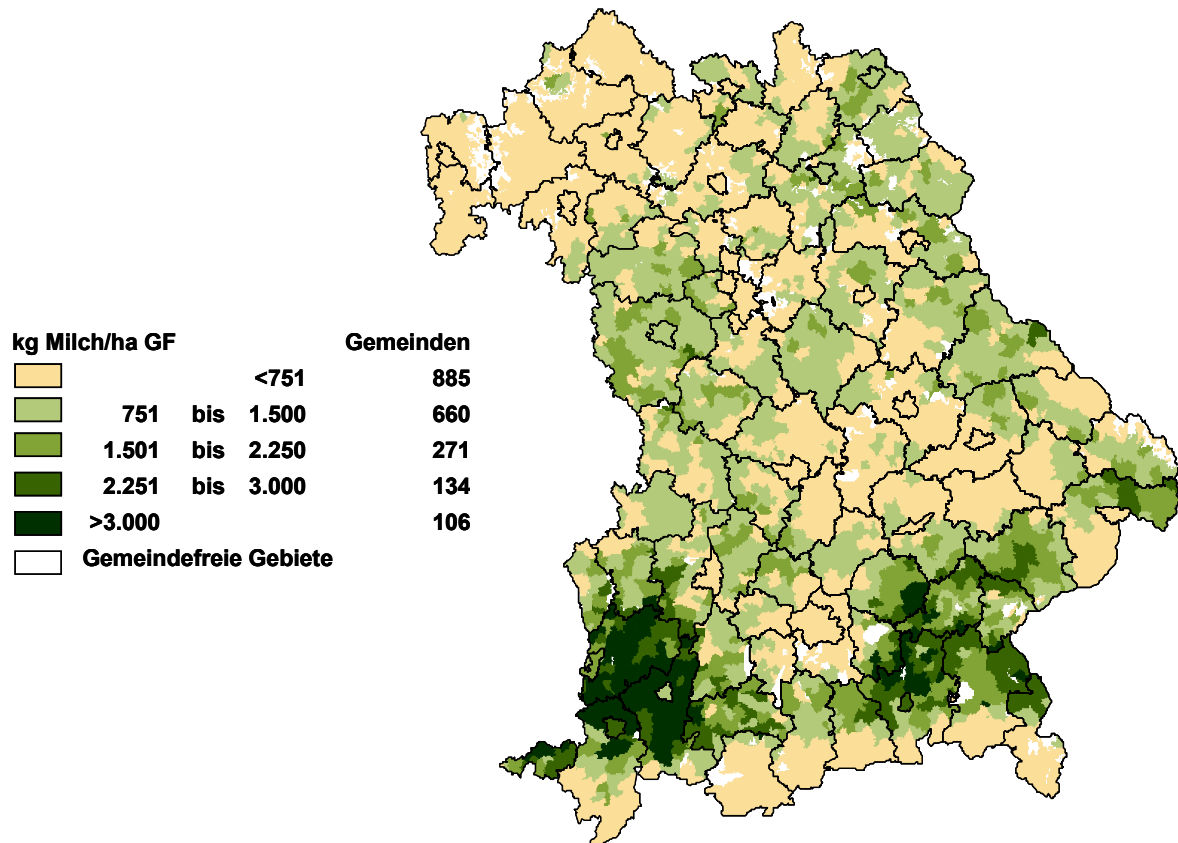 kg Milch/ha GF Gemeinden
<751 885
751 bis 1.500 660
1.501 bis 2.250 271
2.251 bis 3.000 134
>3.000 106
Gemeindefreie Gebiete